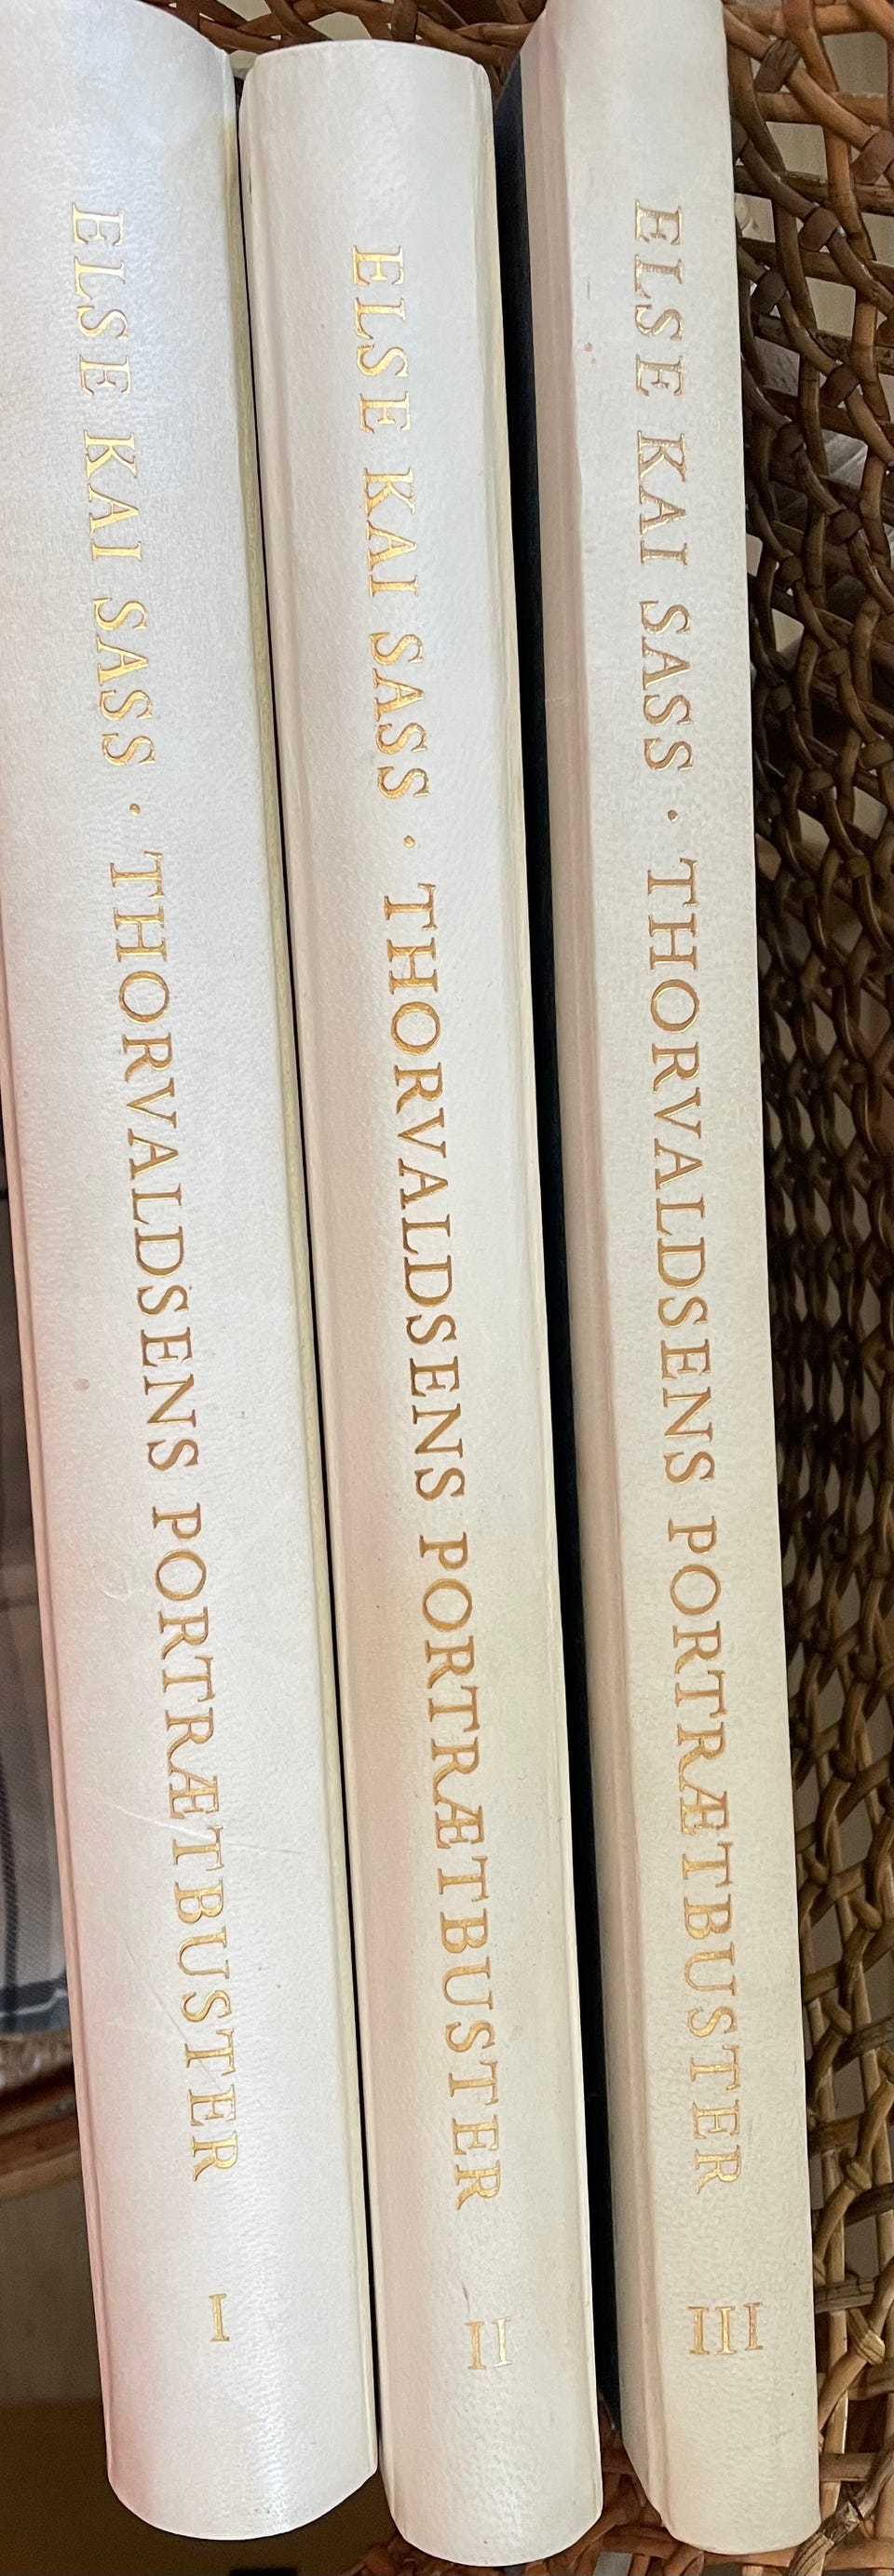 ELSE KAI SASS · THORVALDSENS PORTRÆTBUSTER I
ELSE KAI SASS · THORVALDSENS PORTRÆTBUSTER II
ELSE KAI SASS · THORVALDSENS PORTRÆTBUSTER III